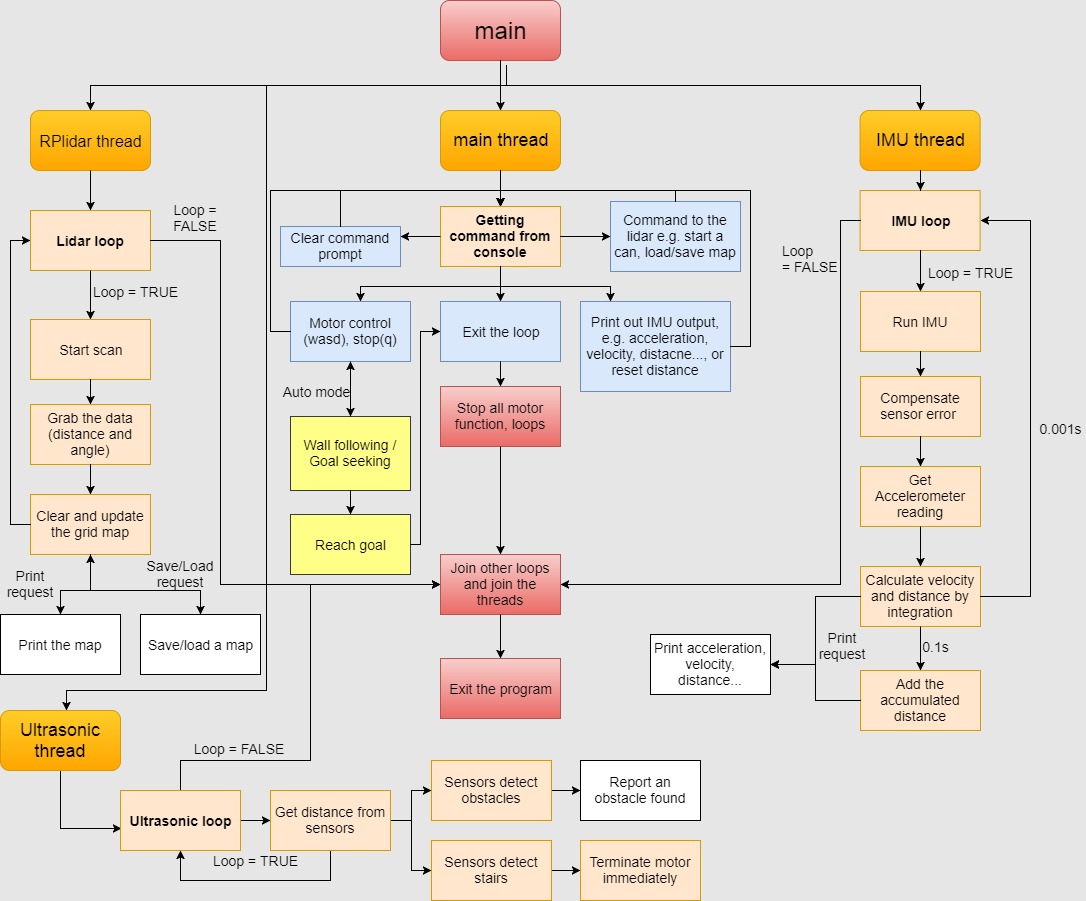 main
RPlidar thread
main thread
IMU thread
Lidar loop
Loop =
FALSE
Loop = TRUE
Start scan
Grab the data
(distance and
angle)
Clear and update
the grid map
Print
request
Save/Load
request
Print the map
Save/load a map
Clear command
prompt
Getting
command from
console
Command to the
lidar e.g. start a
can, load/save map
Motor control
(wasd), stop(q)
Exit the loop
Print out IMU output,
e.g. acceleration,
velocity, distacne..., or
reset distance
Auto mode
Wall following /
Goal seeking
Reach goal
Stop all motor
function, loops
Join other loops
and join the
threads
Exit the program
IMU loop
Loop
= FALSE
Loop = TRUE
Run IMU
Compensate
sensor error
0.001s
Get
Accelerometer
reading
Calculate velocity
and distance by
integration
Print
request
0.1s
Print acceleration,
velocity,
distance...
Add the
accumulated
distance
Ultrasonic
thread
Loop = FALSE
Ultrasonic loop
Get distance from
sensors
Loop = TRUE
Sensors detect
obstacles
Report an
obstacle found
Sensors detect
stairs
Terminate motor
immediately